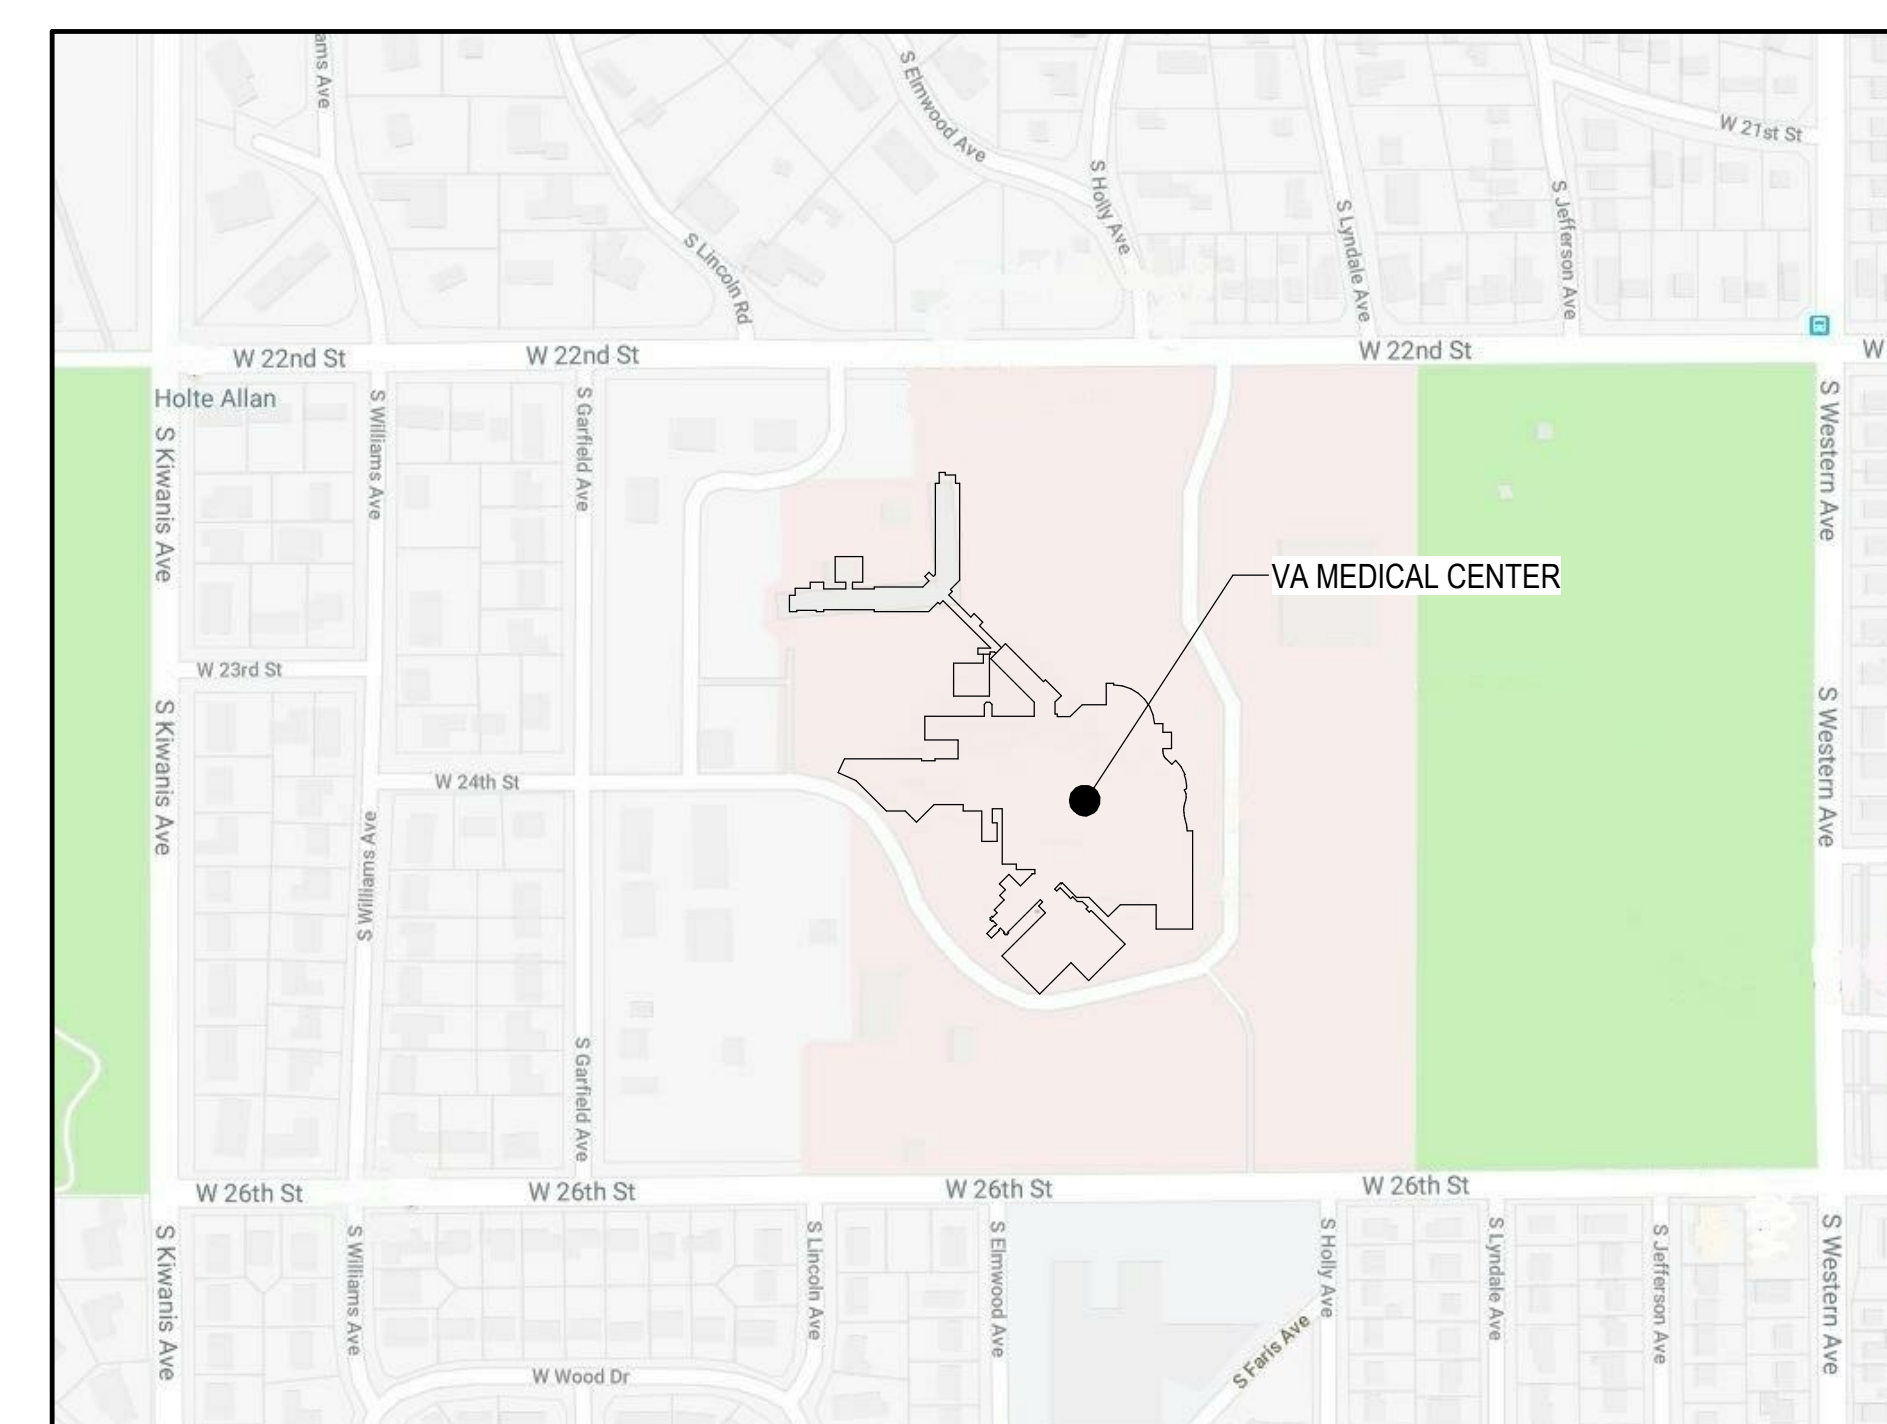 ams Ave
S Elmwood Ave
W 21st St
S Holly Ave
S Lincoln Rd
S Lyndale Ave
S Jefferson Ave
W 22nd St
W 22nd St
W 22nd St
W
Holte Allan
S Kiwanis Ave
S Williams Ave
S Garfield Ave
S Western Ave
VA MEDICAL CENTER
W 23rd St
S Kiwanis Ave
S Western Ave
W 24th St
S Williams Ave
S Garfield Ave
W 26th St
W 26th St
W 26th St
W 26th St
S Kiwanis Ave
S Williams Ave
S Lincoln Ave
S Elmwood Ave
S Holly Ave
S Lyndale Ave
S Jefferson Ave
S Western Ave
S Faris Ave
W Wood Dr